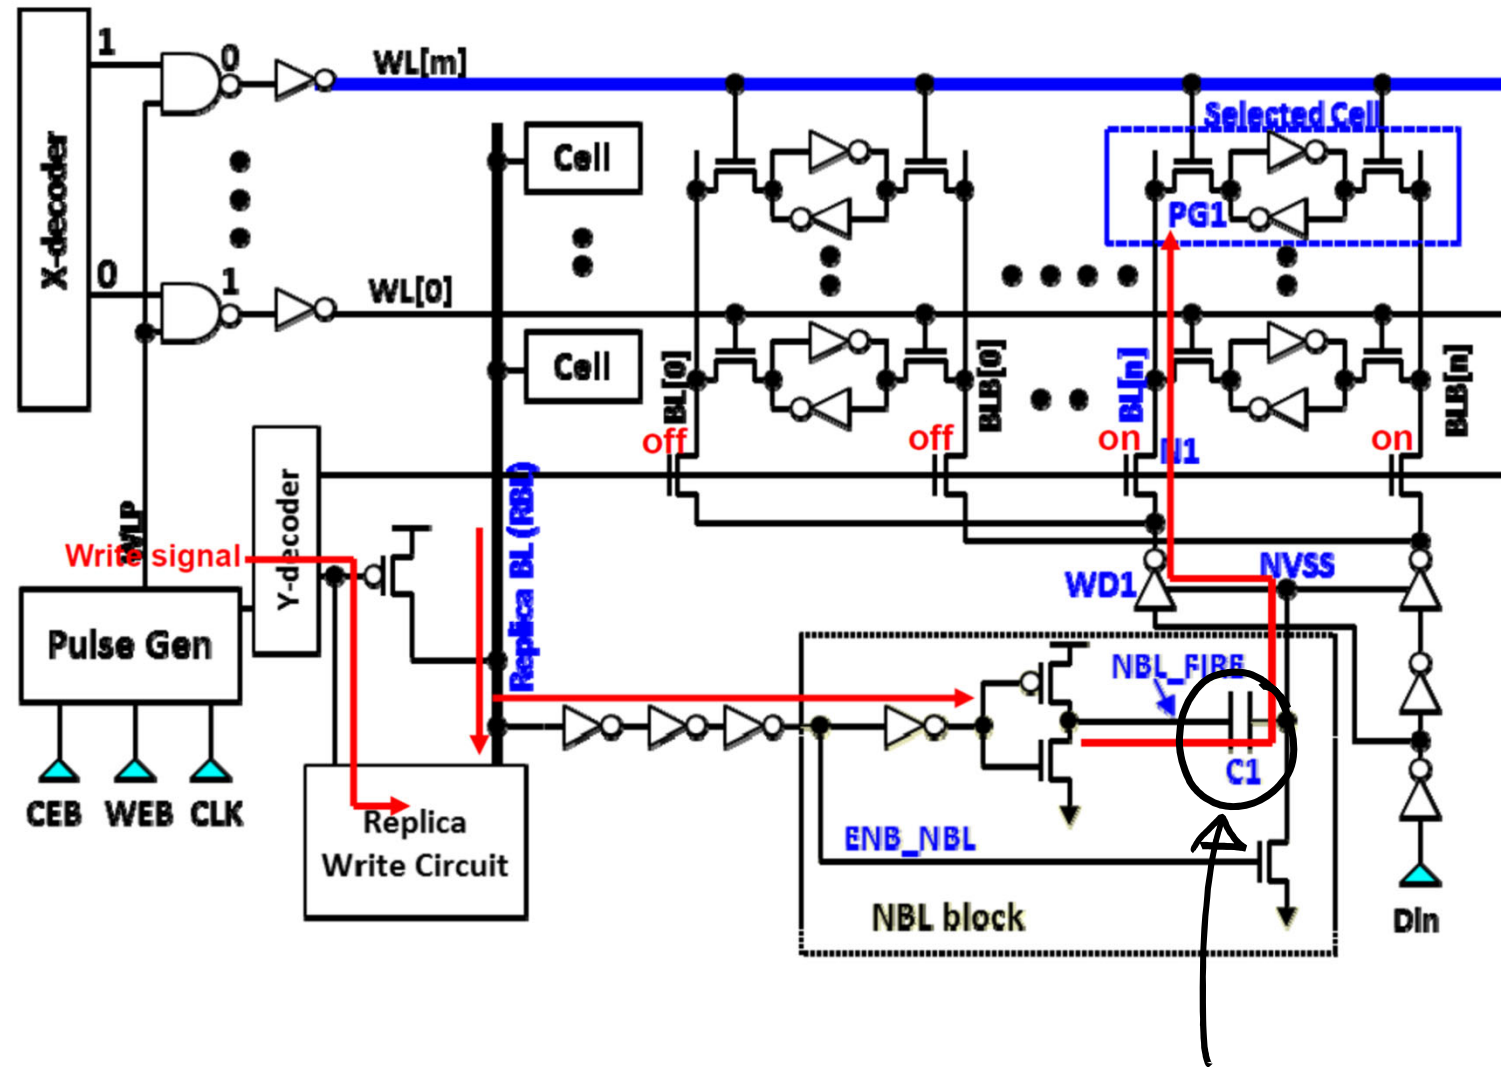 1
0
WL[m]
Selected Cell
X-decoder
Cell
PG1
0
1
WL[0]
Cell
BL[0]
BLB[0]
BL[n]
BLB[n]
off
off
on
N1
on
WLP
Write signal
Y-decoder
Replica BL (RBL)
WD1
NVSS
Pulse Gen
NBL_FIRE
C1
CEB
WEB
CLK
Replica
Write Circuit
ENB_NBL
NBL block
Din